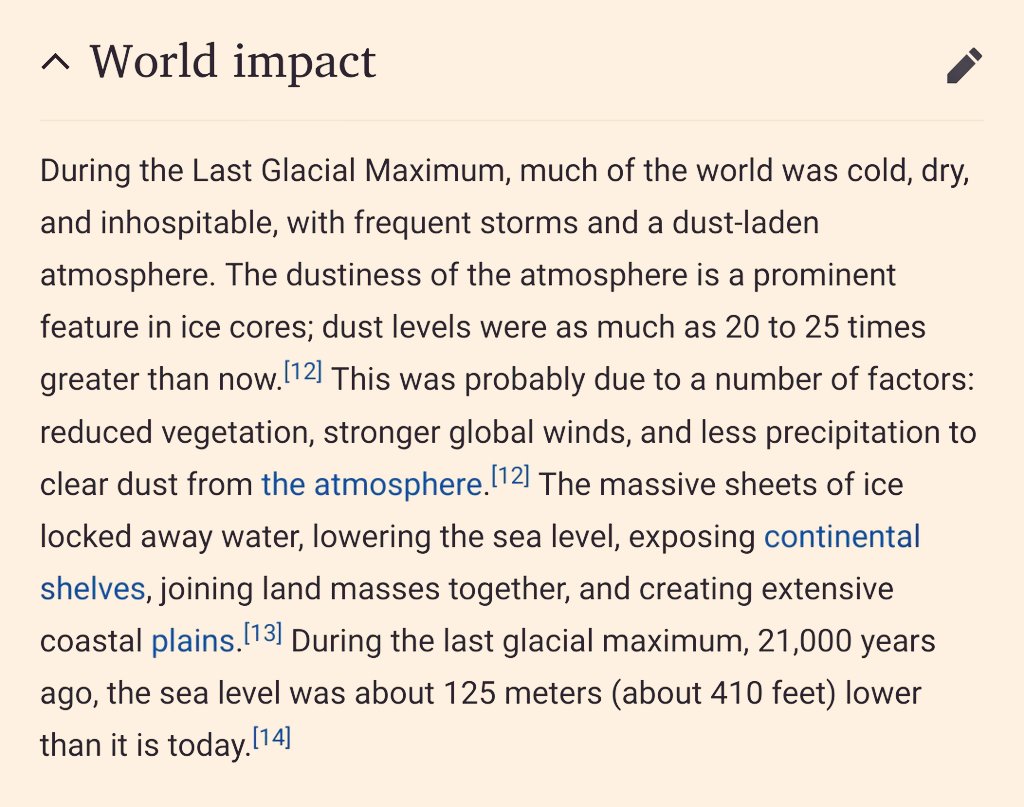 World impact
During the Last Glacial Maximum, much of the world was cold, dry,
and inhospitable, with frequent storms and a dust-laden
atmosphere. The dustiness of the atmosphere is a prominent
feature in ice cores; dust levels were as much as 20 to 25 times
greater than now.[12] This was probably due to a number of factors:
reduced vegetation, stronger global winds, and less precipitation to
clear dust from the atmosphere.[12] The massive sheets of ice
locked away water, lowering the sea level, exposing continental
shelves, joining land masses together, and creating extensive
coastal plains.[13] During the last glacial maximum, 21,000 years
ago, the sea level was about 125 meters (about 410 feet) lower
than it is today.[14]